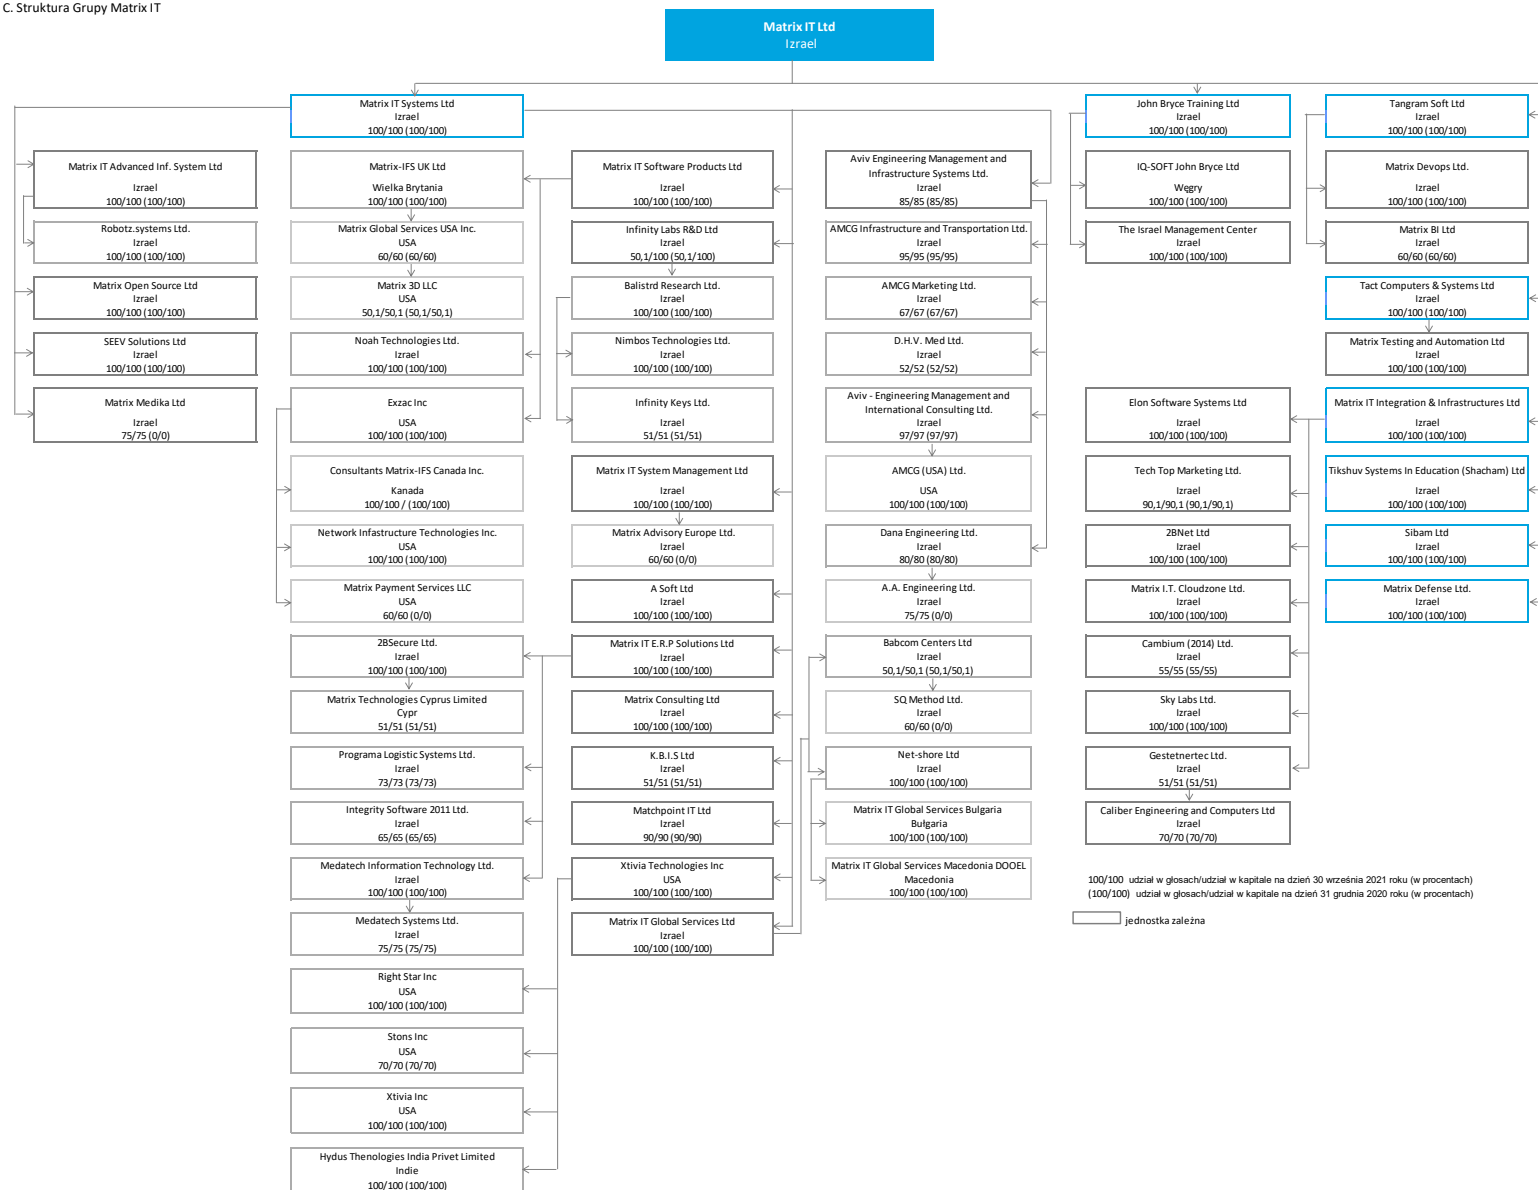 C. Struktura Grupy Matrix IT
Matrix IT Ltd
Izrael
Matrix IT Systems Ltd
Izrael
100/100 (100/100)
John Bryce Training Ltd
Izrael
100/100 (100/100)
Tangram Soft Ltd
Izrael
100/100 (100/100)
Matrix IT Advanced Inf. System Ltd
Izrael
100/100 (100/100)
Matrix-IFS UK Ltd
Wielka Brytania
100/100 (100/100)
Matrix IT Software Products Ltd
Izrael
100/100 (100/100)
Aviv Engineering Management and
Infrastructure Systems Ltd.
Izrael
85/85 (85/85)
IQ-SOFT John Bryce Ltd
Węgry
100/100 (100/100)
Matrix Devops Ltd.
Izrael
100/100 (100/100)
Robotz.systems Ltd.
Izrael
100/100 (100/100)
Matrix Global Services USA Inc.
USA
60/60 (60/60)
Infinity Labs R&D Ltd
Izrael
50,1/100 (50,1/100)
AMCG Infrastructure and Transportation Ltd.
Izrael
95/95 (95/95)
The Israel Management Center
Izrael
100/100 (100/100)
Matrix BI Ltd
Izrael
60/60 (60/60)
Matrix Open Source Ltd
Izrael
100/100 (100/100)
Matrix 3D LLC
USA
50,1/50,1 (50,1/50,1)
Balistrd Research Ltd.
Izrael
100/100 (100/100)
AMCG Marketing Ltd.
Izrael
67/67 (67/67)
Tact Computers & Systems Ltd
Izrael
100/100 (100/100)
SEEV Solutions Ltd
Izrael
100/100 (100/100)
Noah Technologies Ltd.
Izrael
100/100 (100/100)
Nimbos Technologies Ltd.
Izrael
100/100 (100/100)
D.H.V. Med Ltd.
Izrael
52/52 (52/52)
Matrix Testing and Automation Ltd
Izrael
100/100 (100/100)
Matrix Medika Ltd
Izrael
75/75 (0/0)
Exzac Inc
USA
100/100 (100/100)
Infinity Keys Ltd.
Izrael
51/51 (51/51)
Aviv - Engineering Management and
International Consulting Ltd.
Izrael
97/97 (97/97)
Elon Software Systems Ltd
Izrael
100/100 (100/100)
Matrix IT Integration & Infrastructures Ltd
Izrael
100/100 (100/100)
Consultants Matrix-IFS Canada Inc.
Kanada
100/100 / (100/100)
Matrix IT System Management Ltd
Izrael
100/100 (100/100)
AMCG (USA) Ltd.
USA
100/100 (100/100)
Tech Top Marketing Ltd.
Izrael
90,1/90,1 (90,1/90,1)
Tikshuv Systems In Education (Shacham) Ltd
Izrael
100/100 (100/100)
Network Infastructure Technologies Inc.
USA
100/100 (100/100)
Matrix Advisory Europe Ltd.
Izrael
60/60 (0/0)
Dana Engineering Ltd.
Izrael
80/80 (80/80)
2BNet Ltd
Izrael
100/100 (100/100)
Sibam Ltd
Izrael
100/100 (100/100)
Matrix Payment Services LLC
USA
60/60 (0/0)
A Soft Ltd
Izrael
100/100 (100/100)
A.A. Engineering Ltd.
Izrael
75/75 (0/0)
Matrix I.T. Cloudzone Ltd.
Izrael
100/100 (100/100)
Matrix Defense Ltd.
Izrael
100/100 (100/100)
2BSecure Ltd.
Izrael
100/100 (100/100)
Matrix IT E.R.P Solutions Ltd
Izrael
100/100 (100/100)
Babcom Centers Ltd
Izrael
50,1/50,1 (50,1/50,1)
Cambium (2014) Ltd.
Izrael
55/55 (55/55)
Matrix Technologies Cyprus Limited
Cypr
51/51 (51/51)
Matrix Consulting Ltd
Izrael
100/100 (100/100)
SQ Method Ltd.
Izrael
60/60 (0/0)
Sky Labs Ltd.
Izrael
100/100 (100/100)
Programa Logistic Systems Ltd.
Izrael
73/73 (73/73)
K.B.I.S Ltd
Izrael
51/51 (51/51)
Net-shore Ltd
Izrael
100/100 (100/100)
Gestetnertec Ltd.
Izrael
51/51 (51/51)
Integrity Software 2011 Ltd.
Izrael
65/65 (65/65)
Matchpoint IT Ltd
Izrael
90/90 (90/90)
Matrix IT Global Services Bulgaria
Bułgaria
100/100 (100/100)
Caliber Engineering and Computers Ltd
Izrael
70/70 (70/70)
Medatech Information Technology Ltd.
Izrael
100/100 (100/100)
Xtivia Technologies Inc
USA
100/100 (100/100)
Matrix IT Global Services Macedonia DOOEL
Macedonia
100/100 (100/100)
100/100 udział w głosach/udział w kapitale na dzień 30 września 2021 roku (w procentach)
(100/100) udział w głosach/udział w kapitale na dzień 31 grudnia 2020 roku (w procentach)
jednostka zależna
Medatech Systems Ltd.
Izrael
75/75 (75/75)
Matrix IT Global Services Ltd
Izrael
100/100 (100/100)
Right Star Inc
USA
100/100 (100/100)
Stons Inc
USA
70/70 (70/70)
Xtivia Inc
USA
100/100 (100/100)
Hydus Thenologies India Privet Limited
Indie
100/100 (100/100)